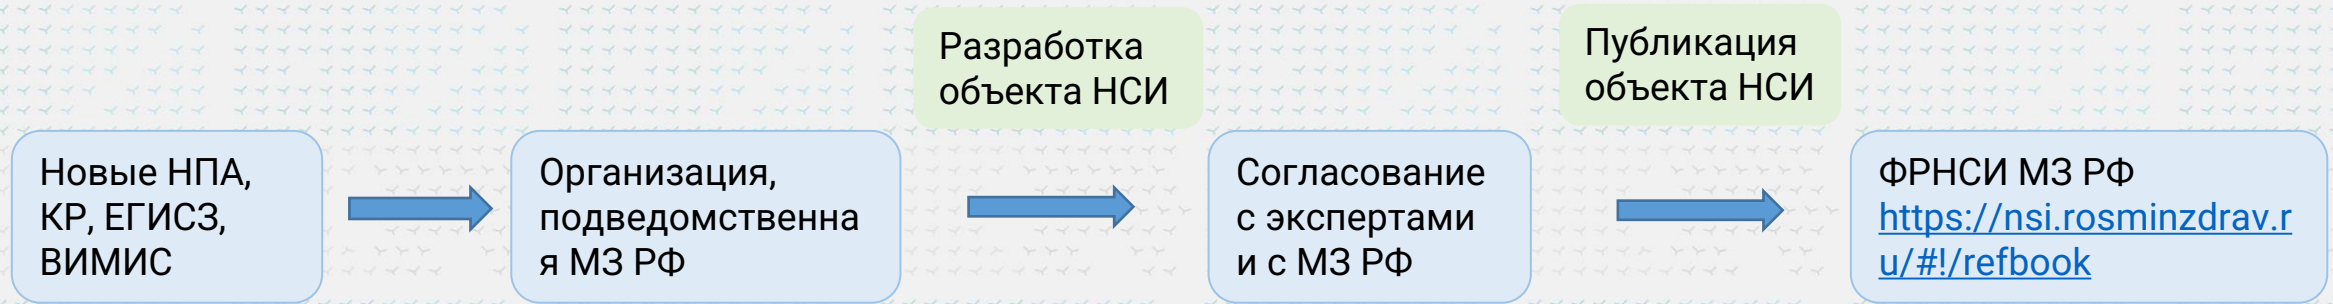 Новые НПА,
КР, ЕГИСЗ,
ВИМИС
Организация,
подведомственна
я МЗ РФ
Разработка
объекта НСИ
Согласование
с экспертами
и с МЗ РФ
Публикация
объекта НСИ
ФРНСИ МЗ РФ
https://nsi.rosminzdrav.r
u/#!/refbook